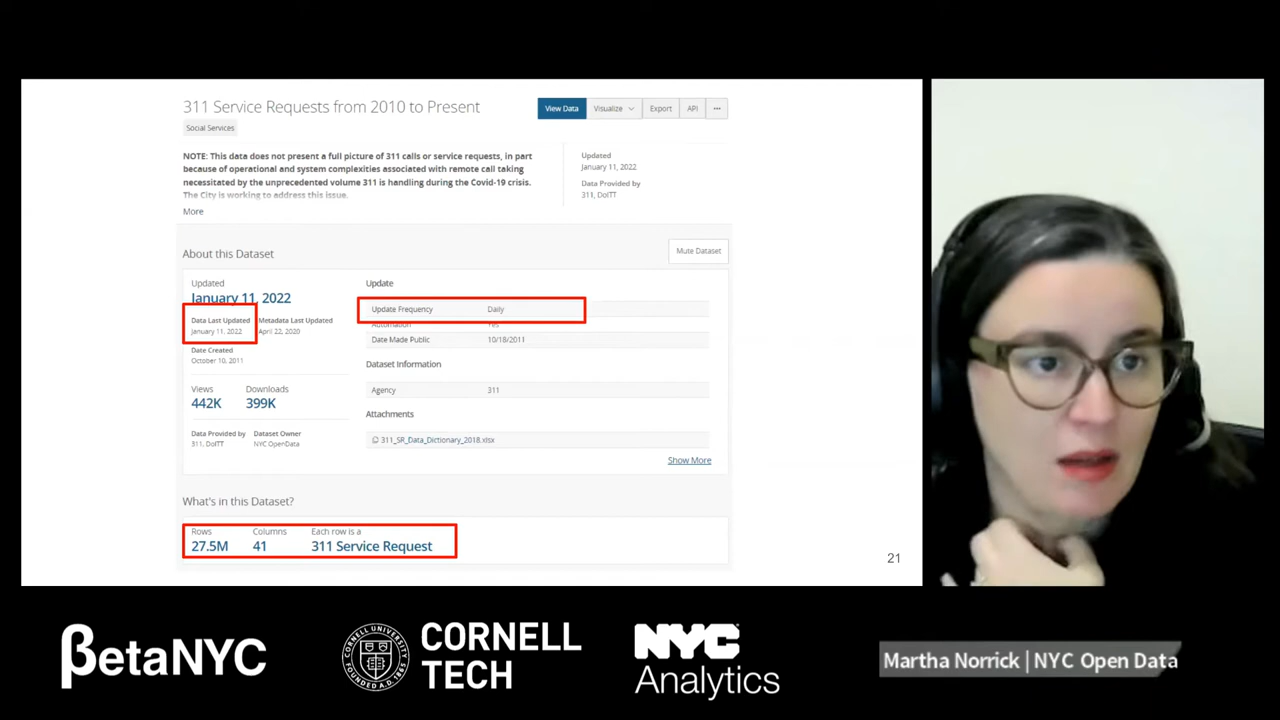 311 Service Requests from 2010 to Present
View Data
Visualize
Export
API
Social Services
NOTE: This data does not present a full picture of 311 calls or service requests, in part
because of operational and system complexities associated with remote call taking
necessitated by the unprecedented volume 311 is handling during the Covid-19 crisis.
The City is working to address this issue.
More
Updated
January 11, 2022
Data Provided by
311, DoITT
About this Dataset
Mute Dataset
Updated
January 11, 2022
Data Last Updated
January 11, 2022
Metadata Last Updated
April 22, 2020
Date Created
October 10, 2011
Views
442K
Downloads
399K
Data Provided by
311, DoITT
Dataset Owner
NYC OpenData
Update
Update Frequency Daily
Automation Yes
Date Made Public 10/18/2011
Dataset Information
Agency 311
Attachments
311_SR_Data_Dictionary_2018.xlsx
Show More
What's in this Dataset?
Rows
27.5M
Columns
41
Each row is a
311 Service Request
21
βetaNYC
CORNELL UNIVERSITY
FOUNDED A.D. 1865
CORNELL
TECH
NYC
Analytics
Martha Norrick | NYC Open Data